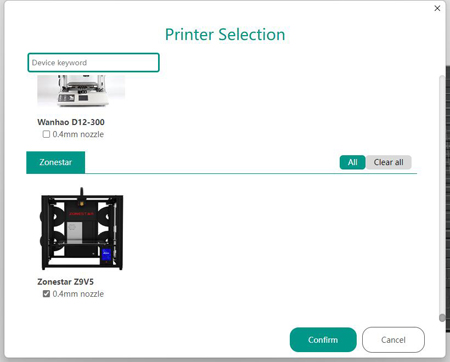 Printer Selection
Device keyword
Wanhao D12-300
0.4mm nozzle
Zonestar
All
Clear all
Zonestar Z9V5
0.4mm nozzle
Confirm
Cancel